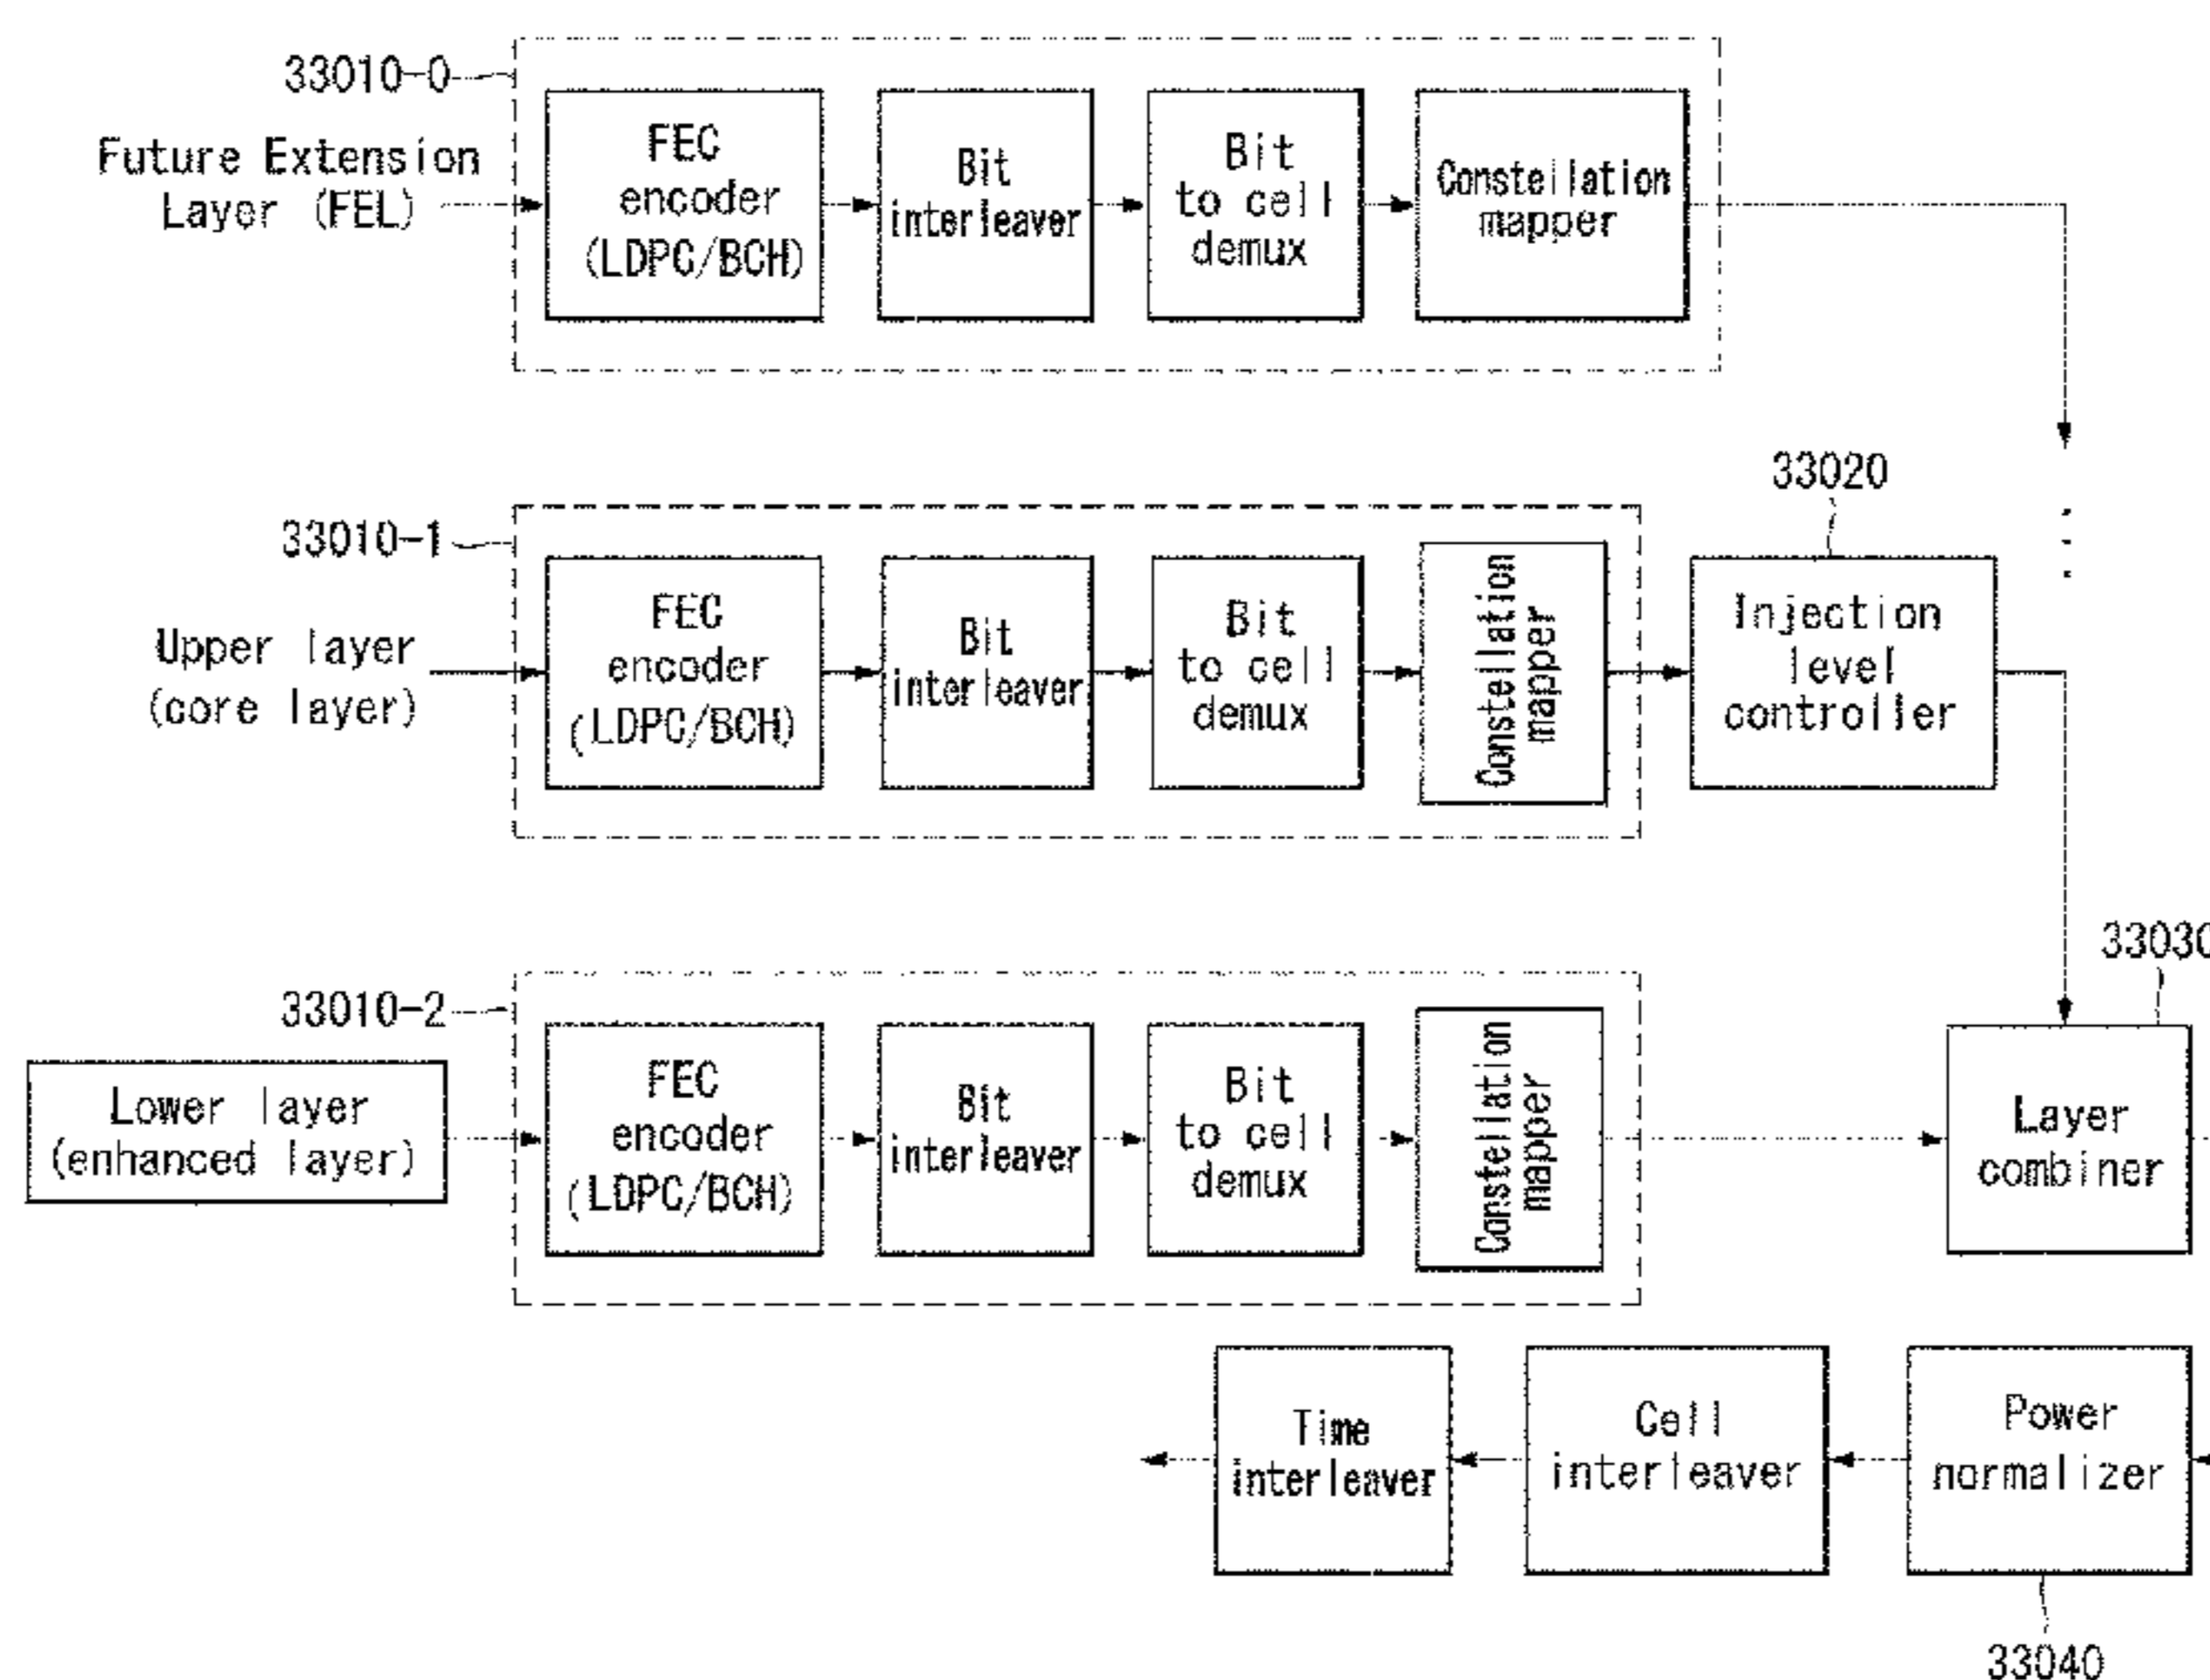 33010-0
Future Extension
Layer (FEL)
FEC
encoder
(LDPC/BCH)
Bit
interleaver
Bit
to cell
demux
Constellation
mapper
33010-1
Upper layer
(core layer)
FEC
encoder
(LDPC/BCH)
Bit
interleaver
Bit
to cell
demux
Constellation
mapper
33020
Injection
level
controller
33010-2
Lower layer
(enhanced layer)
FEC
encoder
(LDPC/BCH)
Bit
interleaver
Bit
to cell
demux
Constellation
mapper
33030
Layer
combiner
Time
interleaver
Cell
interleaver
Power
normalizer
33040